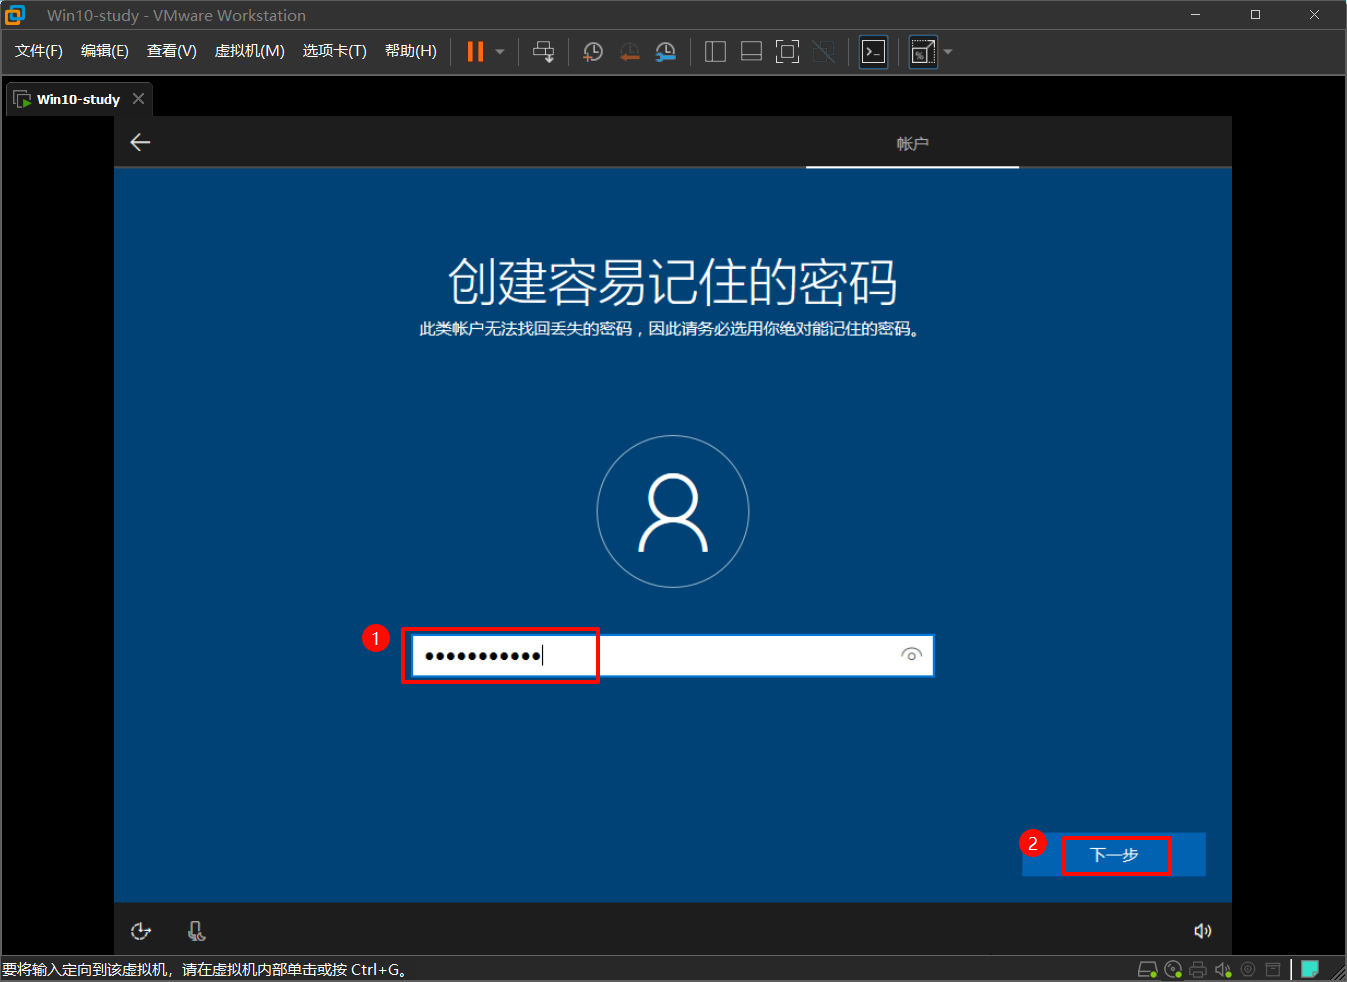 Win10-study - VMware Workstation
文件(F) 编辑(E) 查看(V) 虚拟机(M) 选项卡(T) 帮助(H)
Win10-study
帐户
创建容易记住的密码
此类帐户无法找回丢失的密码，因此请务必选用你绝对能记住的密码。
1
●●●●●●●●●●●
2
下一步
要将输入定向到该虚拟机，请在虚拟机内部单击或按 Ctrl+G。